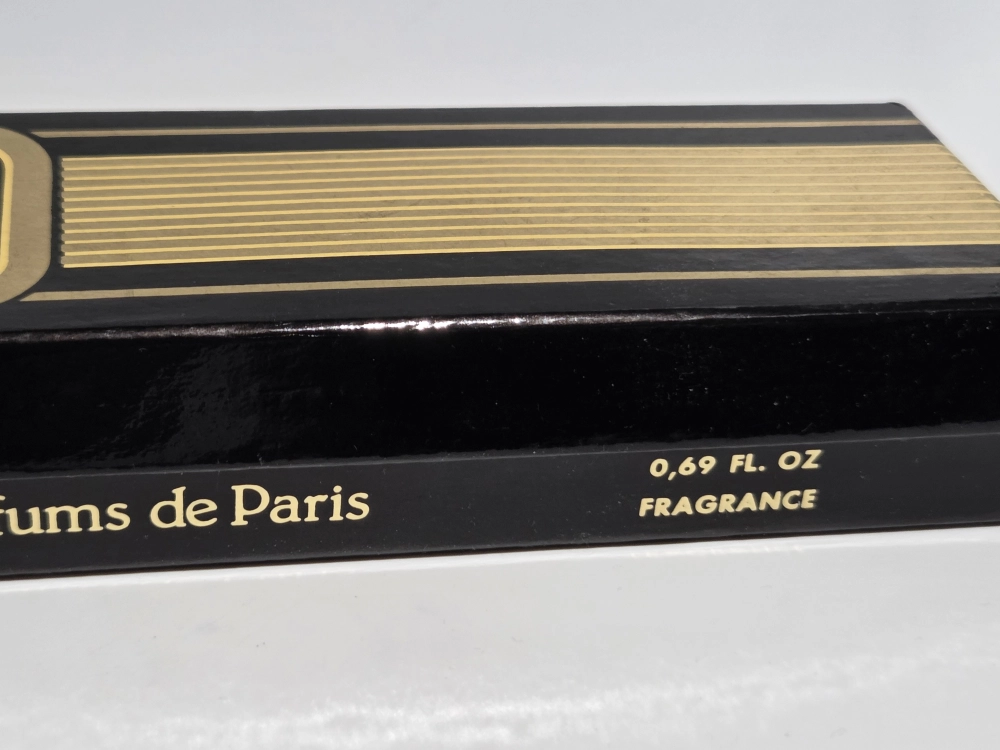 fums de Paris
0,69 FL. OZ
FRAGRANCE